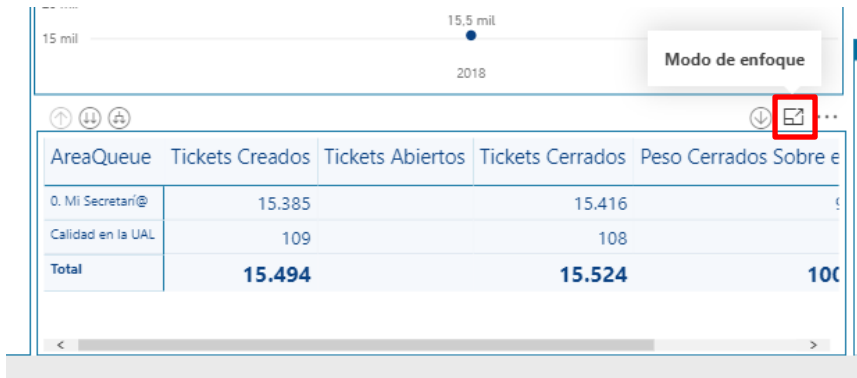 15,5 mil
15 mil
2018
Modo de enfoque
AreaQueue Tickets Creados Tickets Abiertos Tickets Cerrados Peso Cerrados Sobre e
0. Mi Secretarí@ 15.385 15.416
Calidad en la UAL 109 108
Total 15.494 15.524 100